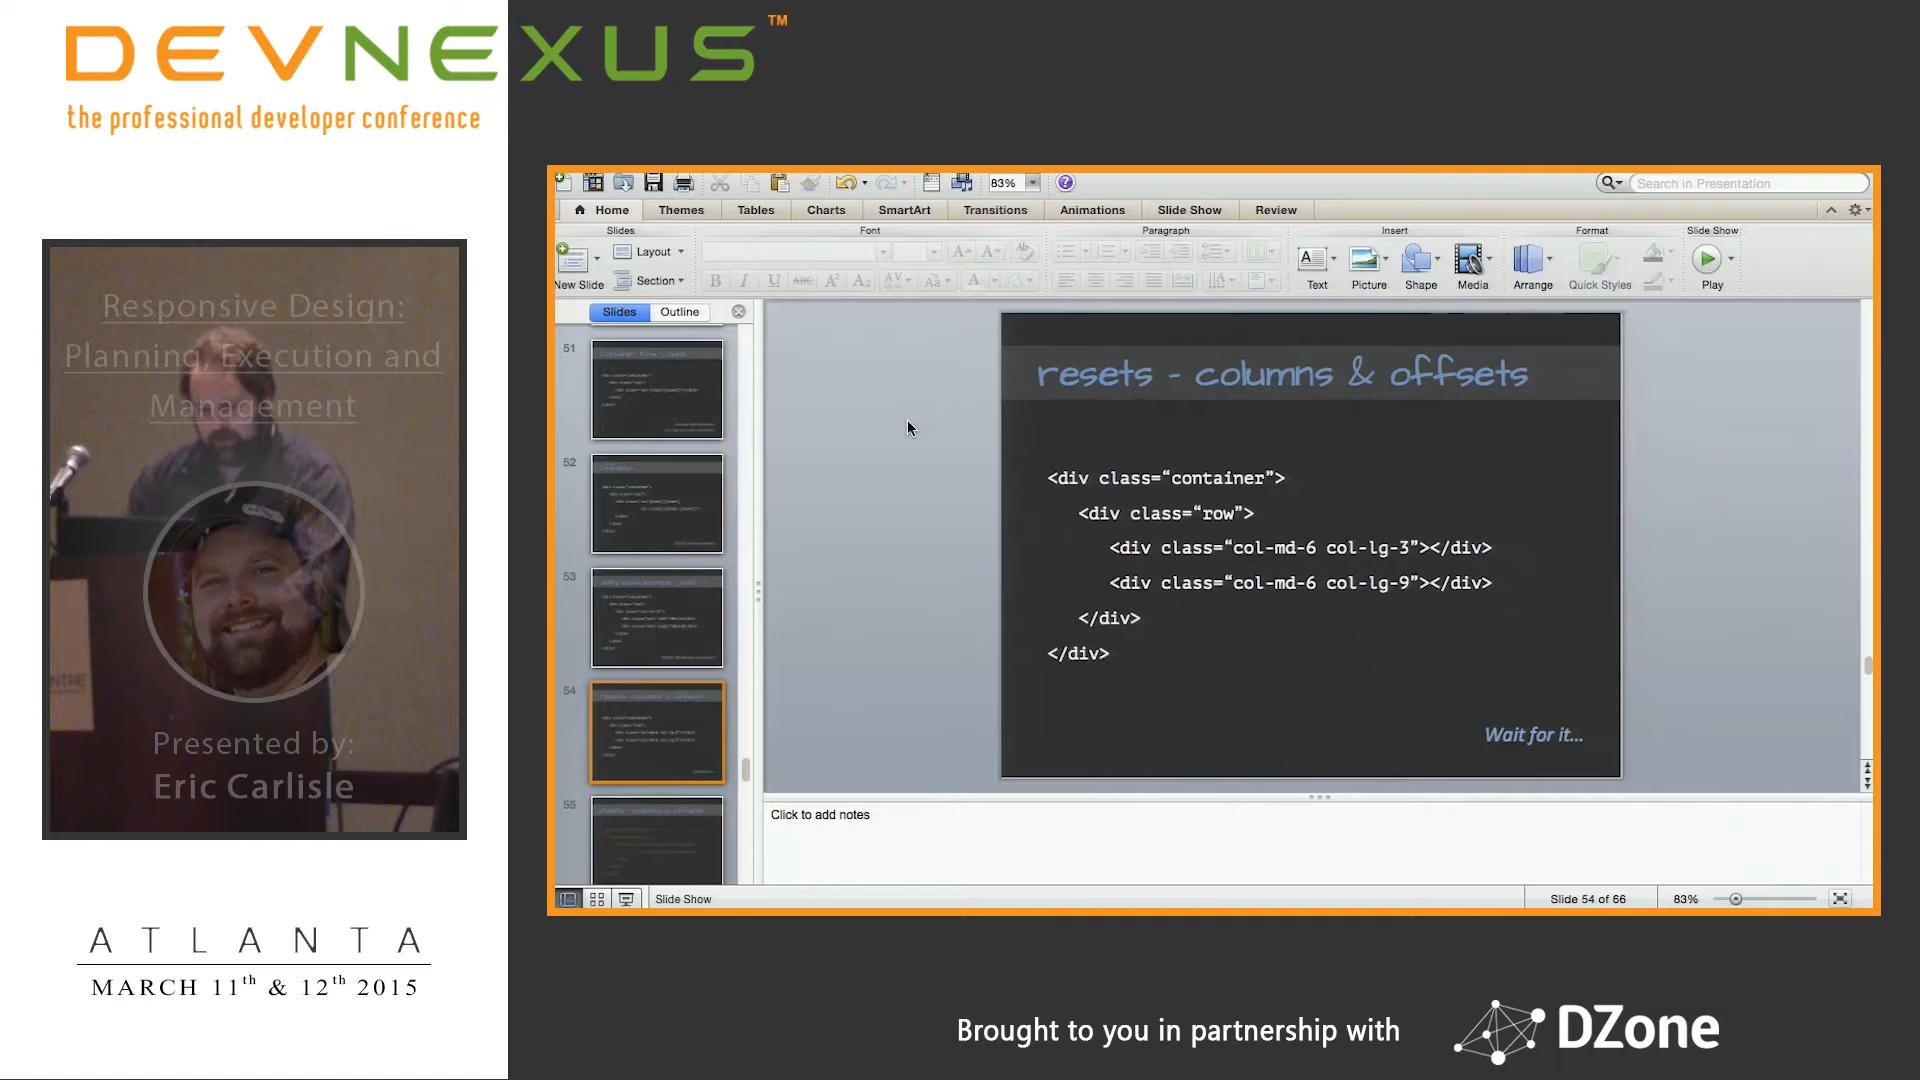 DEVNEXUS™
the professional developer conference
Responsive Design:
Planning, Execution and
Management
Presented by:
Eric Carlisle
ATLANTA
MARCH 11th & 12th 2015
83%
Search in Presentation
Home
Themes
Tables
Charts
SmartArt
Transitions
Animations
Slide Show
Review
Slides
Font
Paragraph
Insert
Format
Slide Show
Layout
New Slide
Section
Text
Picture
Shape
Media
Arrange
Quick Styles
Play
Slides
Outline
51
52
53
54
55
resets - columns & offsets
<div class=“container”>
<div class=“row”>
<div class=“col-md-6 col-lg-3”></div>
<div class=“col-md-6 col-lg-9”></div>
</div>
</div>
Wait for it...
Click to add notes
Slide Show
Slide 54 of 66
83%
Brought to you in partnership with
DZone